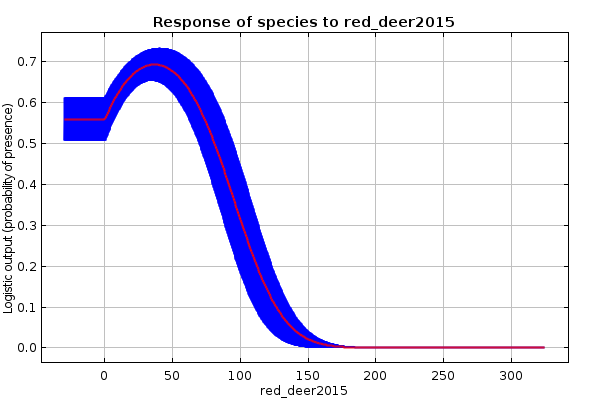 Response of species to red_deer2015
Logistic output (probability of presence)
0.7
0.6
0.5
0.4
0.3
0.2
0.1
0.0
0 50 100 150 200 250 300
red_deer2015